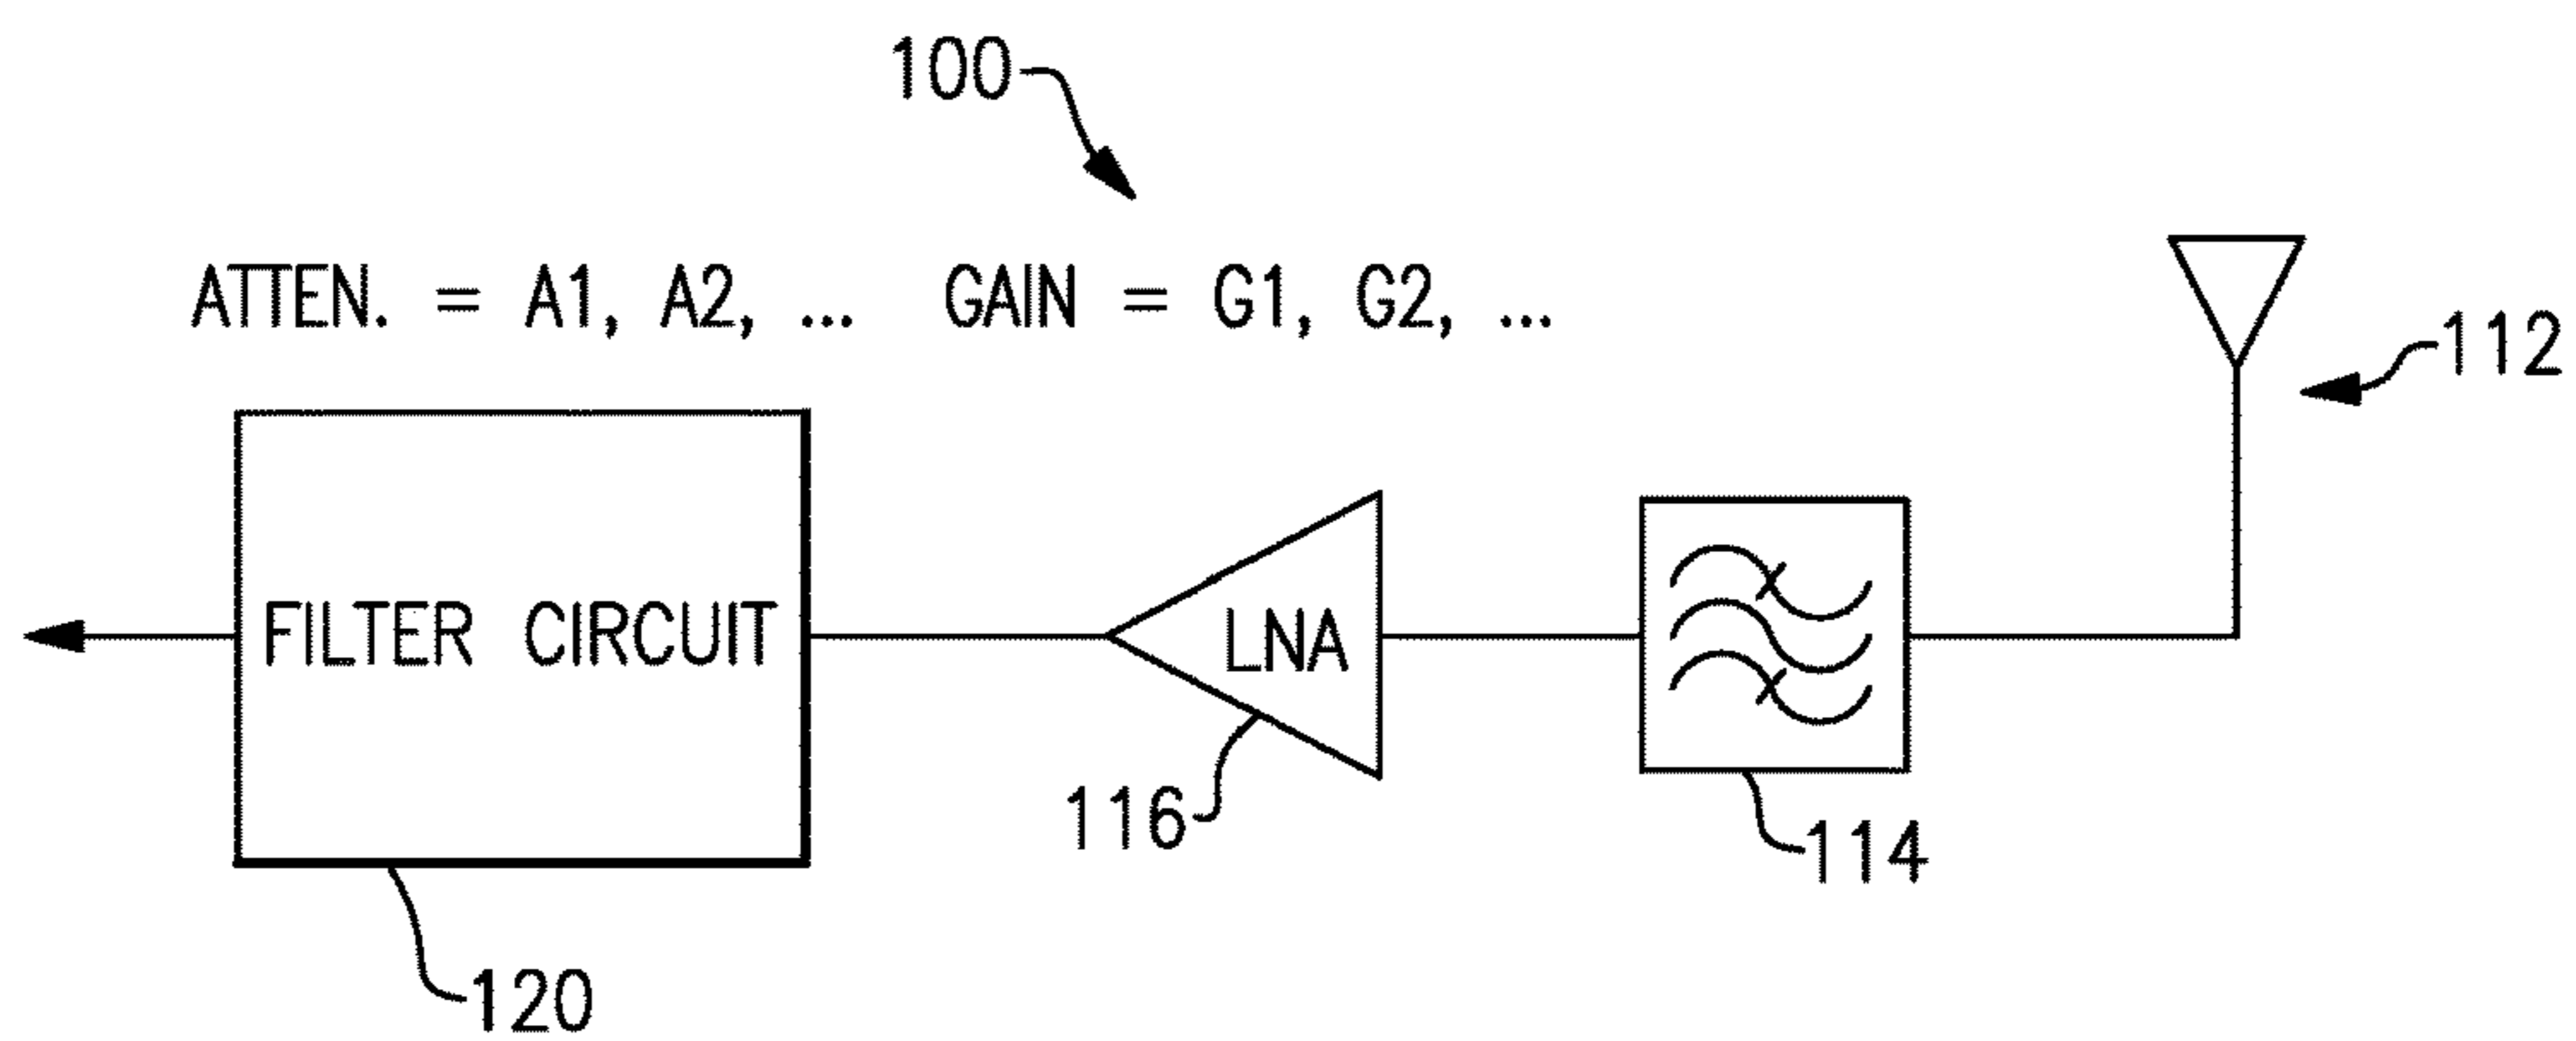 100
ATTEN. = A1, A2, ... GAIN = G1, G2, ...
112
FILTER CIRCUIT
LNA
116
114
120